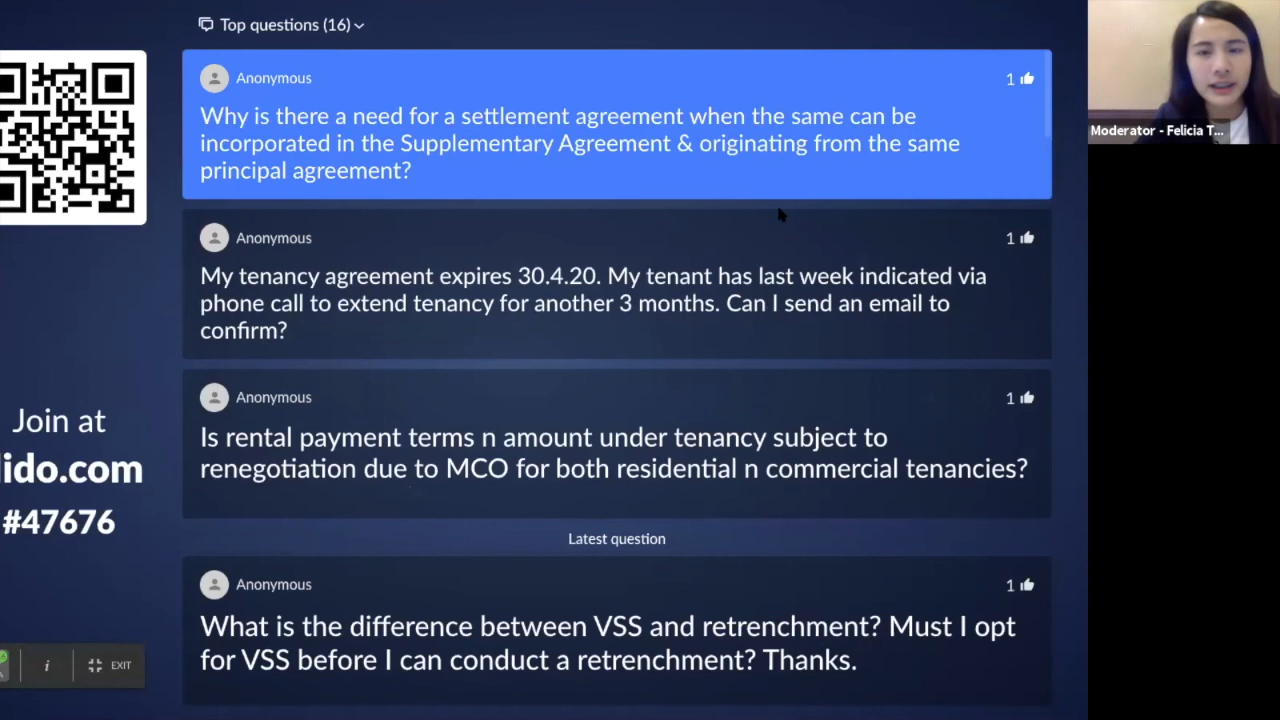 Top questions (16)
Anonymous
1
Why is there a need for a settlement agreement when the same can be
incorporated in the Supplementary Agreement & originating from the same
principal agreement?
Anonymous
1
My tenancy agreement expires 30.4.20. My tenant has last week indicated via
phone call to extend tenancy for another 3 months. Can I send an email to
confirm?
Anonymous
1
Is rental payment terms n amount under tenancy subject to
renegotiation due to MCO for both residential n commercial tenancies?
Latest question
Anonymous
1
What is the difference between VSS and retrenchment? Must I opt
for VSS before I can conduct a retrenchment? Thanks.
Join at
lido.com
#47676
i
EXIT
Moderator - Felicia T...